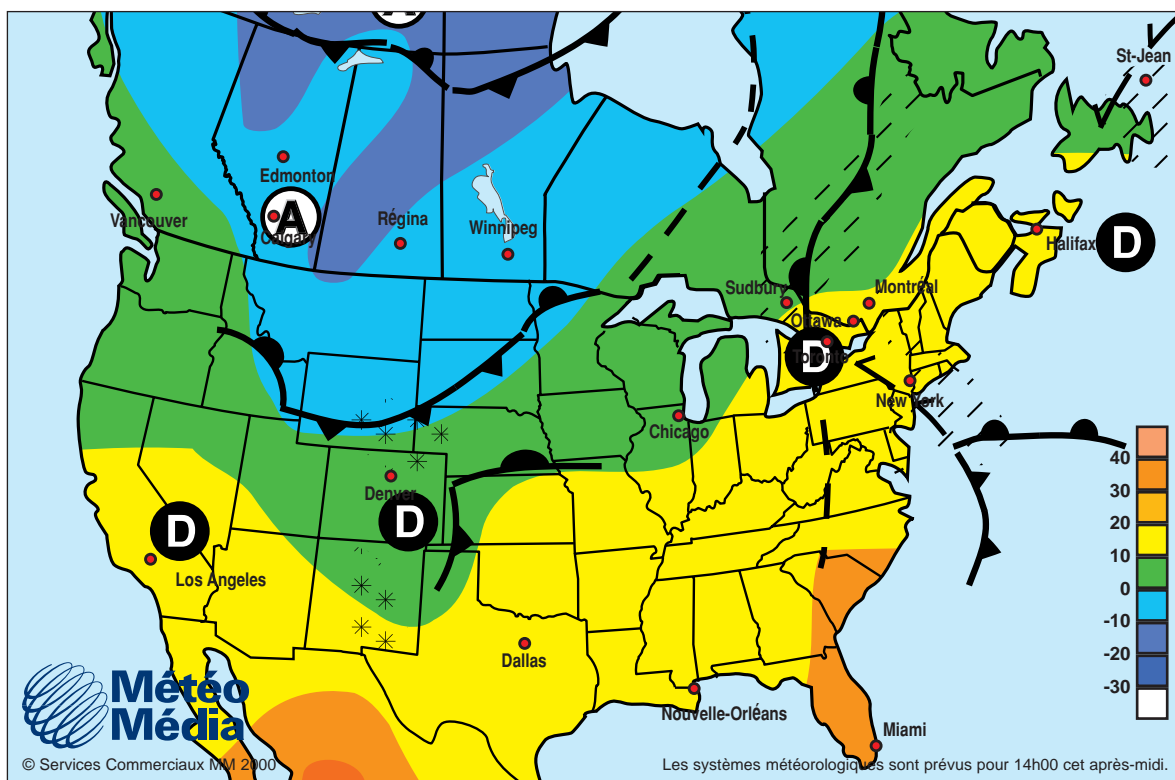 A
St-Jean
Edmonton
A
Vancouver
Calgary
Régina
Winnipeg
Halifax
D
Sudbury
Montréal
Ottawa
D
Toronto
New York
Chicago
Denver
D
D
Los Angeles
Dallas
Nouvelle-Orléans
Miami
40
30
20
10
0
-10
-20
-30
Météo
Média
© Services Commerciaux MM 2000
Les systèmes météorologiques sont prévus pour 14h00 cet après-midi.